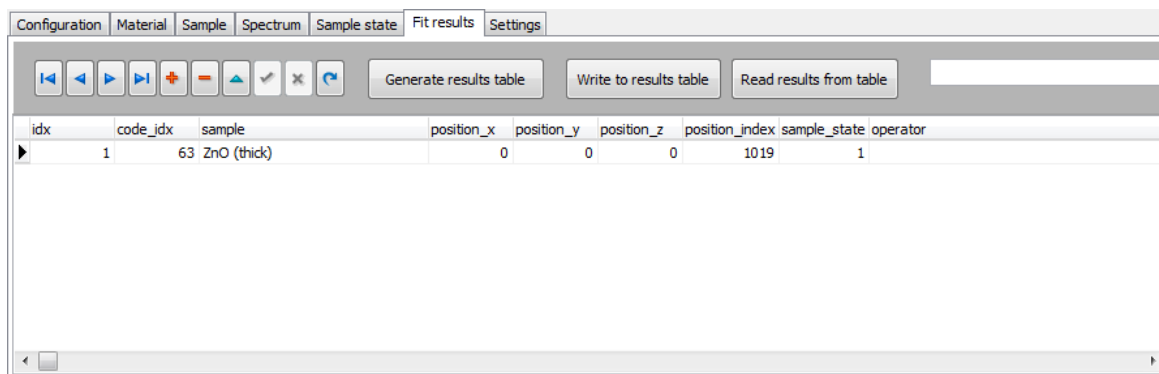 Configuration Material Sample Spectrum Sample state Fit results Settings
Generate results table Write to results table Read results from table
idx code_idx sample position_x position_y position_z position_index sample_state operator
1 63 ZnO (thick) 0 0 0 1019 1